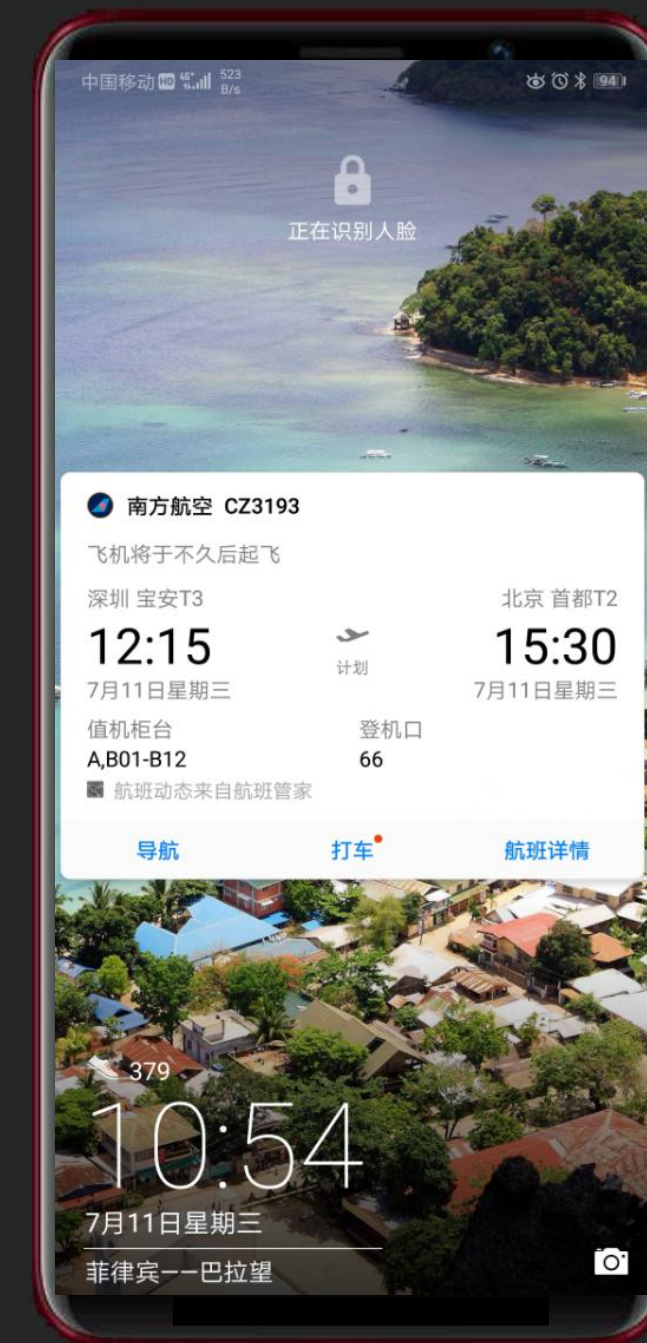 中国移动 HD 4G+ 523 B/s 94
正在识别人脸
南方航空 CZ3193
飞机将于不久后起飞
深圳 宝安T3 北京 首都T2
12:15 计划 15:30
7月11日星期三 7月11日星期三
值机柜台 登机口
A,B01-B12 66
航班动态来自航班管家
导航 打车 航班详情
379
10:54
7月11日星期三
菲律宾——巴拉望